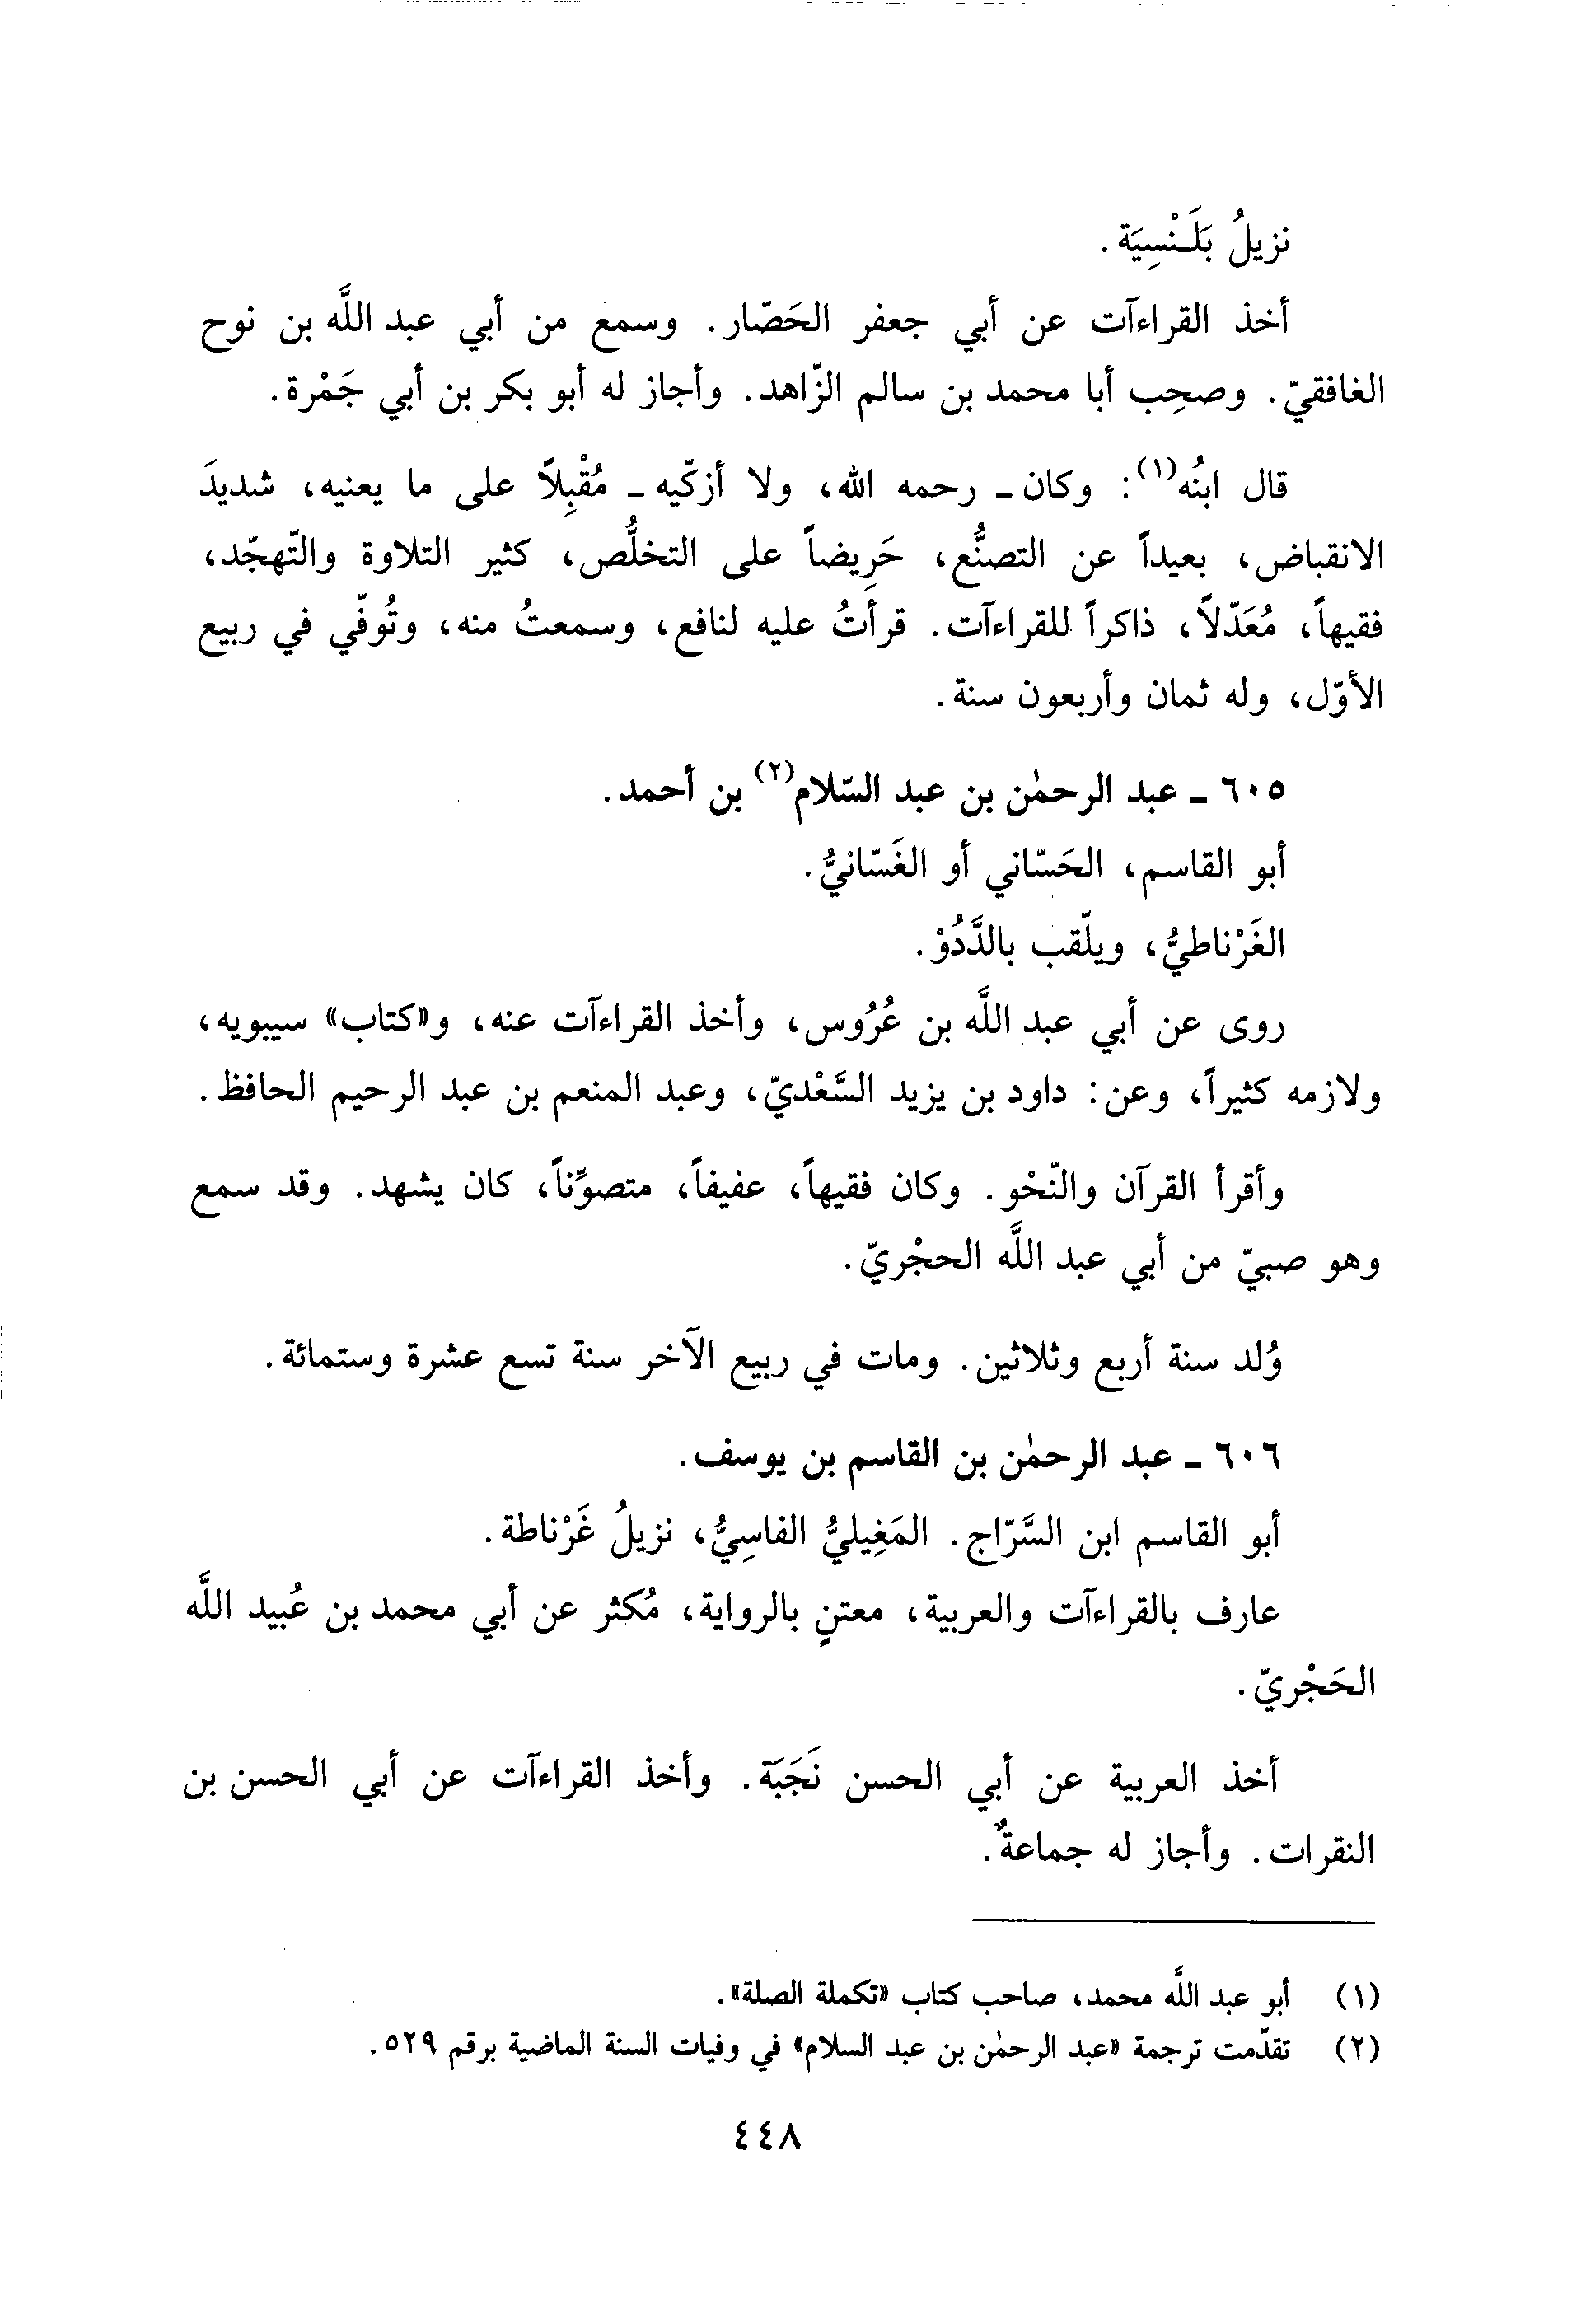 نزيلُ بَلَـنْسِيَة.
أخذ القراءآت عن أبي جعفر الحَصّار. وسمع من أبي عبد اللَّه بن نوح
الغافقيّ. وصحِب أبا محمد بن سالم الزّاهد. وأجاز له أبو بكر بن أبي جَمْرة.
قال ابنُه(١): وكان ـ رحمه الله، ولا أزكّيه ـ مُقْبِلاً على ما يعنيه، شديدَ
الانقباض، بعيداً عن التصنُّع، حَرِيضاً على التخلُّص، كثير التلاوة والتّهجّد،
فقيهاً، مُعَدّلاً، ذاكراً للقراءآت. قرأتُ عليه لنافع، وسمعتُ منه، وتُوفّي في ربيع
الأوّل، وله ثمان وأربعون سنة.
٦٠٥ ـ عبد الرحمٰن بن عبد السّلام(٢) بن أحمد.
أبو القاسم، الحَسّاني أو الغَسّانيُّ.
الغَرْناطيُّ، ويلّقب بالدَّدُوْ.
روى عن أبي عبد اللَّه بن عُرُوس، وأخذ القراءآت عنه، و«كتاب» سيبويه،
ولازمه كثيراً، وعن: داود بن يزيد السَّعْديّ، وعبد المنعم بن عبد الرحيم الحافظ.
وأقرأ القرآن والنّحْو. وكان فقيهاً، عفيفاً، متصوِّناً، كان يشهد. وقد سمع
وهو صبيّ من أبي عبد اللَّه الحجْريّ.
وُلد سنة أربع وثلاثين. ومات في ربيع الآخر سنة تسع عشرة وستمائة.
٦٠٦ ـ عبد الرحمٰن بن القاسم بن يوسف.
أبو القاسم ابن السَّرّاج. المَغِيليُّ الفاسِيُّ، نزيلُ غَرْناطة.
عارف بالقراءآت والعربية، معتنٍ بالرواية، مُكثر عن أبي محمد بن عُبيد اللَّه
الحَجْريّ.
أخذ العربية عن أبي الحسن نَجَبَة. وأخذ القراءآت عن أبي الحسن بن
النقرات. وأجاز له جماعةٌ.
(١) أبو عبد اللَّه محمد، صاحب كتاب «تكملة الصلة».
(٢) تقدّمت ترجمة «عبد الرحمٰن بن عبد السلام» في وفيات السنة الماضية برقم ٥٢٩.
٤٤٨